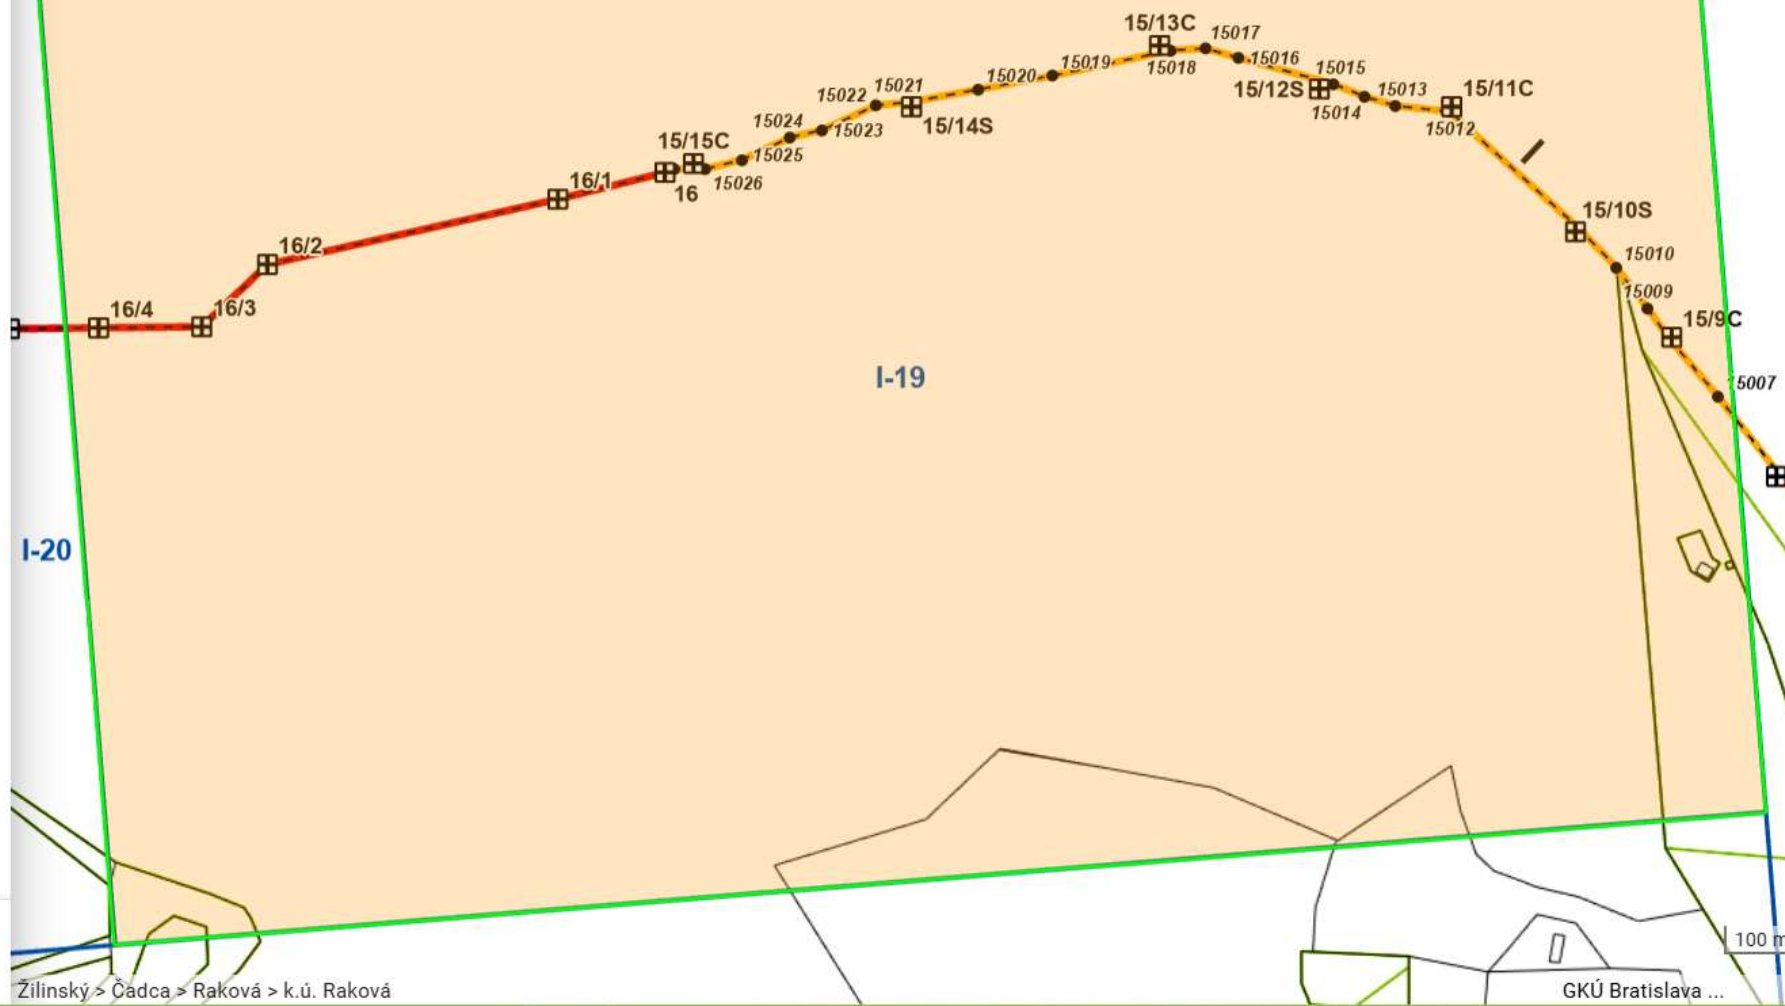 15/13C
15017
15016
15018
15019
15020
15015
15/12S
15014
15013
15/11C
15012
15021
15022
15/14S
15023
15024
15025
15/15C
15026
16
16/1
15/10S
15010
15009
15/9C
16/2
16/3
16/4
I-19
15007
I-20
100 m
Žilinský > Čadca > Raková > k.ú. Raková
GKÚ Bratislava ...